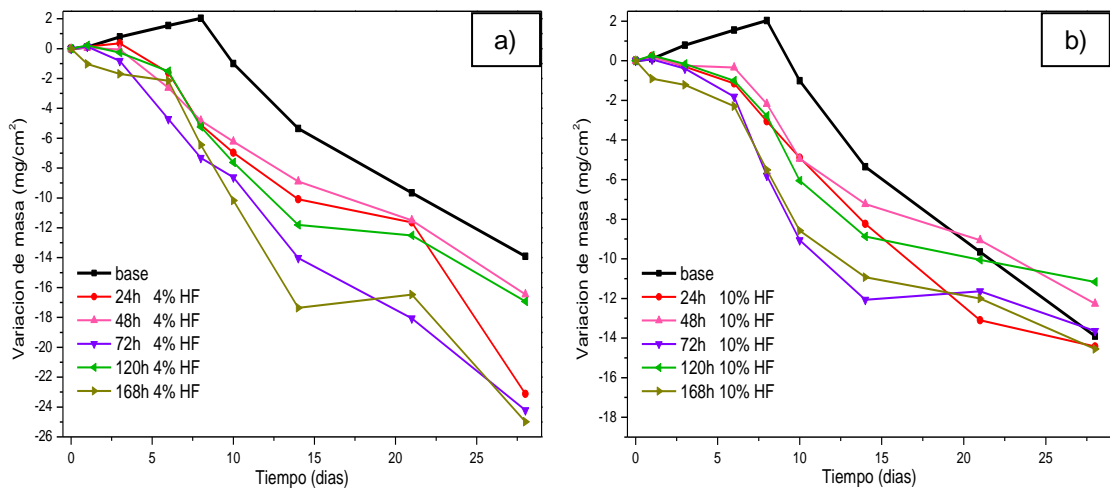 a)
2
0
-2
-4
-6
-8
-10
-12
-14
-16
-18
-20
-22
-24
-26
Variacion de masa (mg/cm²)
base
24h 4% HF
48h 4% HF
72h 4% HF
120h 4% HF
168h 4% HF
0 5 10 15 20 25
Tiempo (dias)
b)
2
0
-2
-4
-6
-8
-10
-12
-14
-16
-18
Variacion de masa (mg/cm²)
base
24h 10% HF
48h 10% HF
72h 10% HF
120h 10% HF
168h 10% HF
0 5 10 15 20 25
Tiempo (dias)